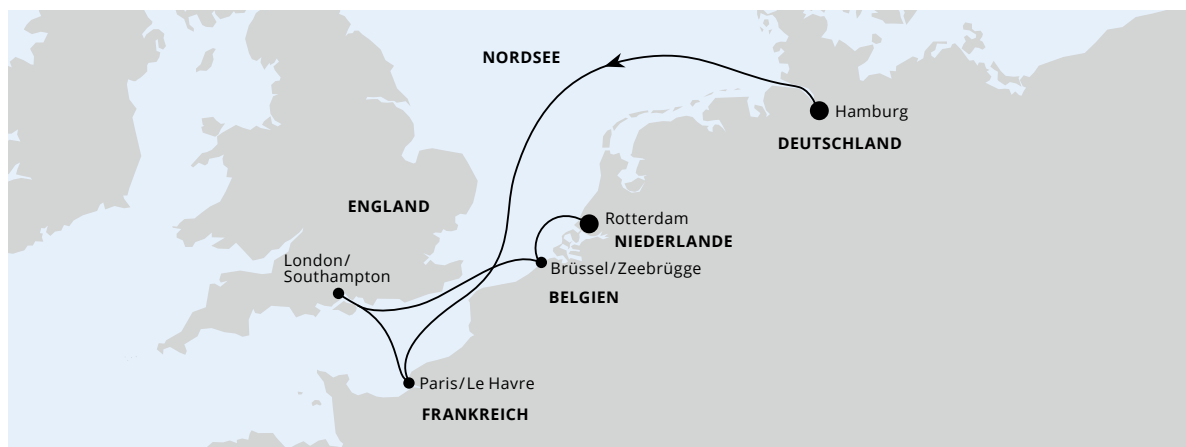 NORDSEE
Hamburg
DEUTSCHLAND
ENGLAND
Rotterdam
NIEDERLANDE
London/
Southampton
Brüssel/Zeebrügge
BELGIEN
Paris/Le Havre
FRANKREICH